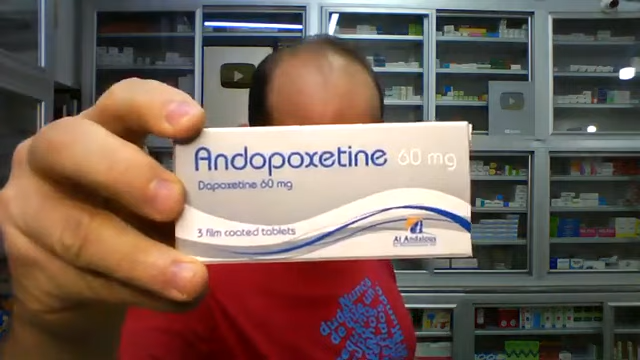 Andopoxetine 60 mg
Dapoxetine 60 mg
3 film coated tablets
Al Andalous